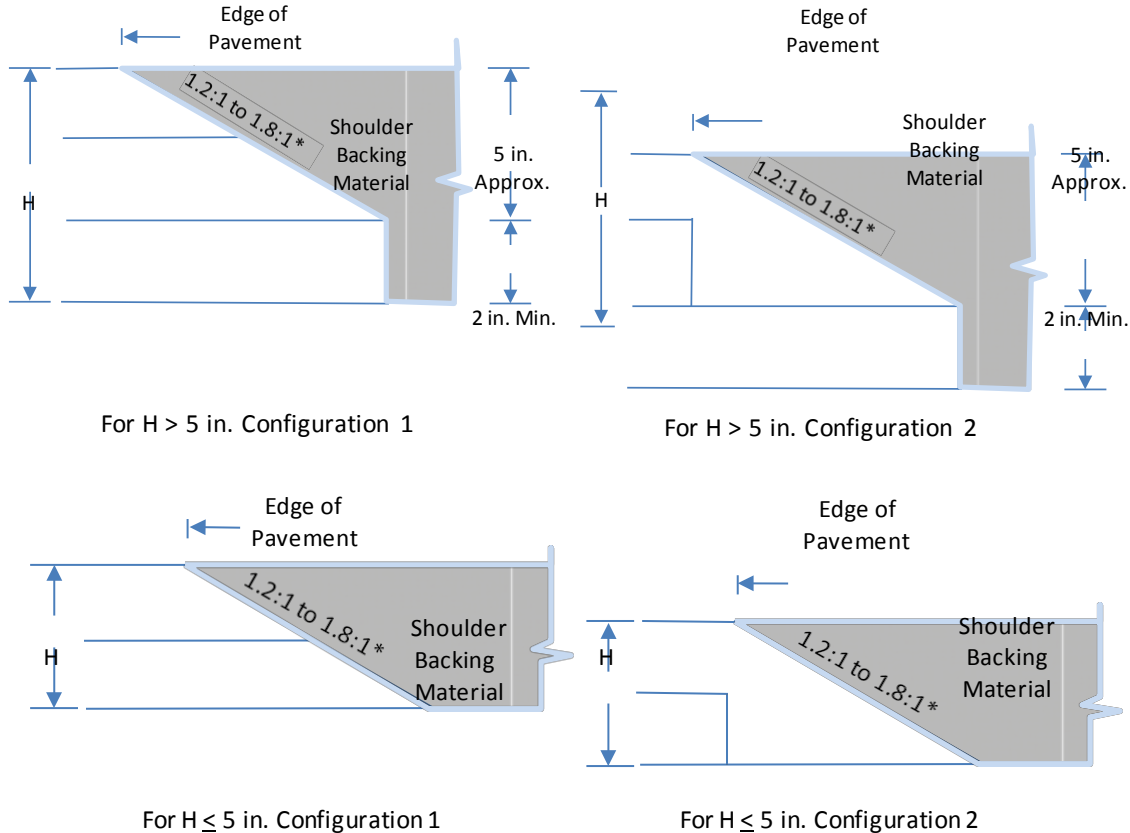 Edge of
Pavement
1.2:1 to 1.8:1*
Shoulder
Backing
Material
H
5 in.
Approx.
2 in. Min.
For H > 5 in. Configuration 1
Edge of
Pavement
Shoulder
Backing
Material
1.2:1 to 1.8:1*
H
5 in.
Approx.
2 in. Min.
For H > 5 in. Configuration 2
Edge of
Pavement
1.2:1 to 1.8:1*
Shoulder
Backing
Material
H
For H ≤ 5 in. Configuration 1
Edge of
Pavement
Shoulder
Backing
Material
1.2:1 to 1.8:1*
H
For H ≤ 5 in. Configuration 2